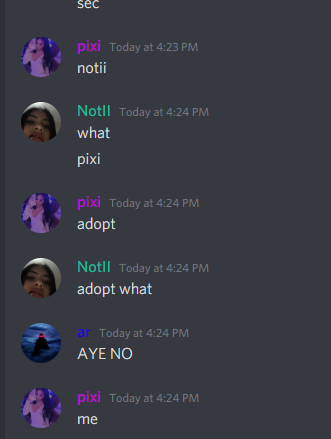 sec
pixi Today at 4:23 PM
notii
NotII Today at 4:24 PM
what
pixi
pixi Today at 4:24 PM
adopt
NotII Today at 4:24 PM
adopt what
ar Today at 4:24 PM
AYE NO
pixi Today at 4:24 PM
me